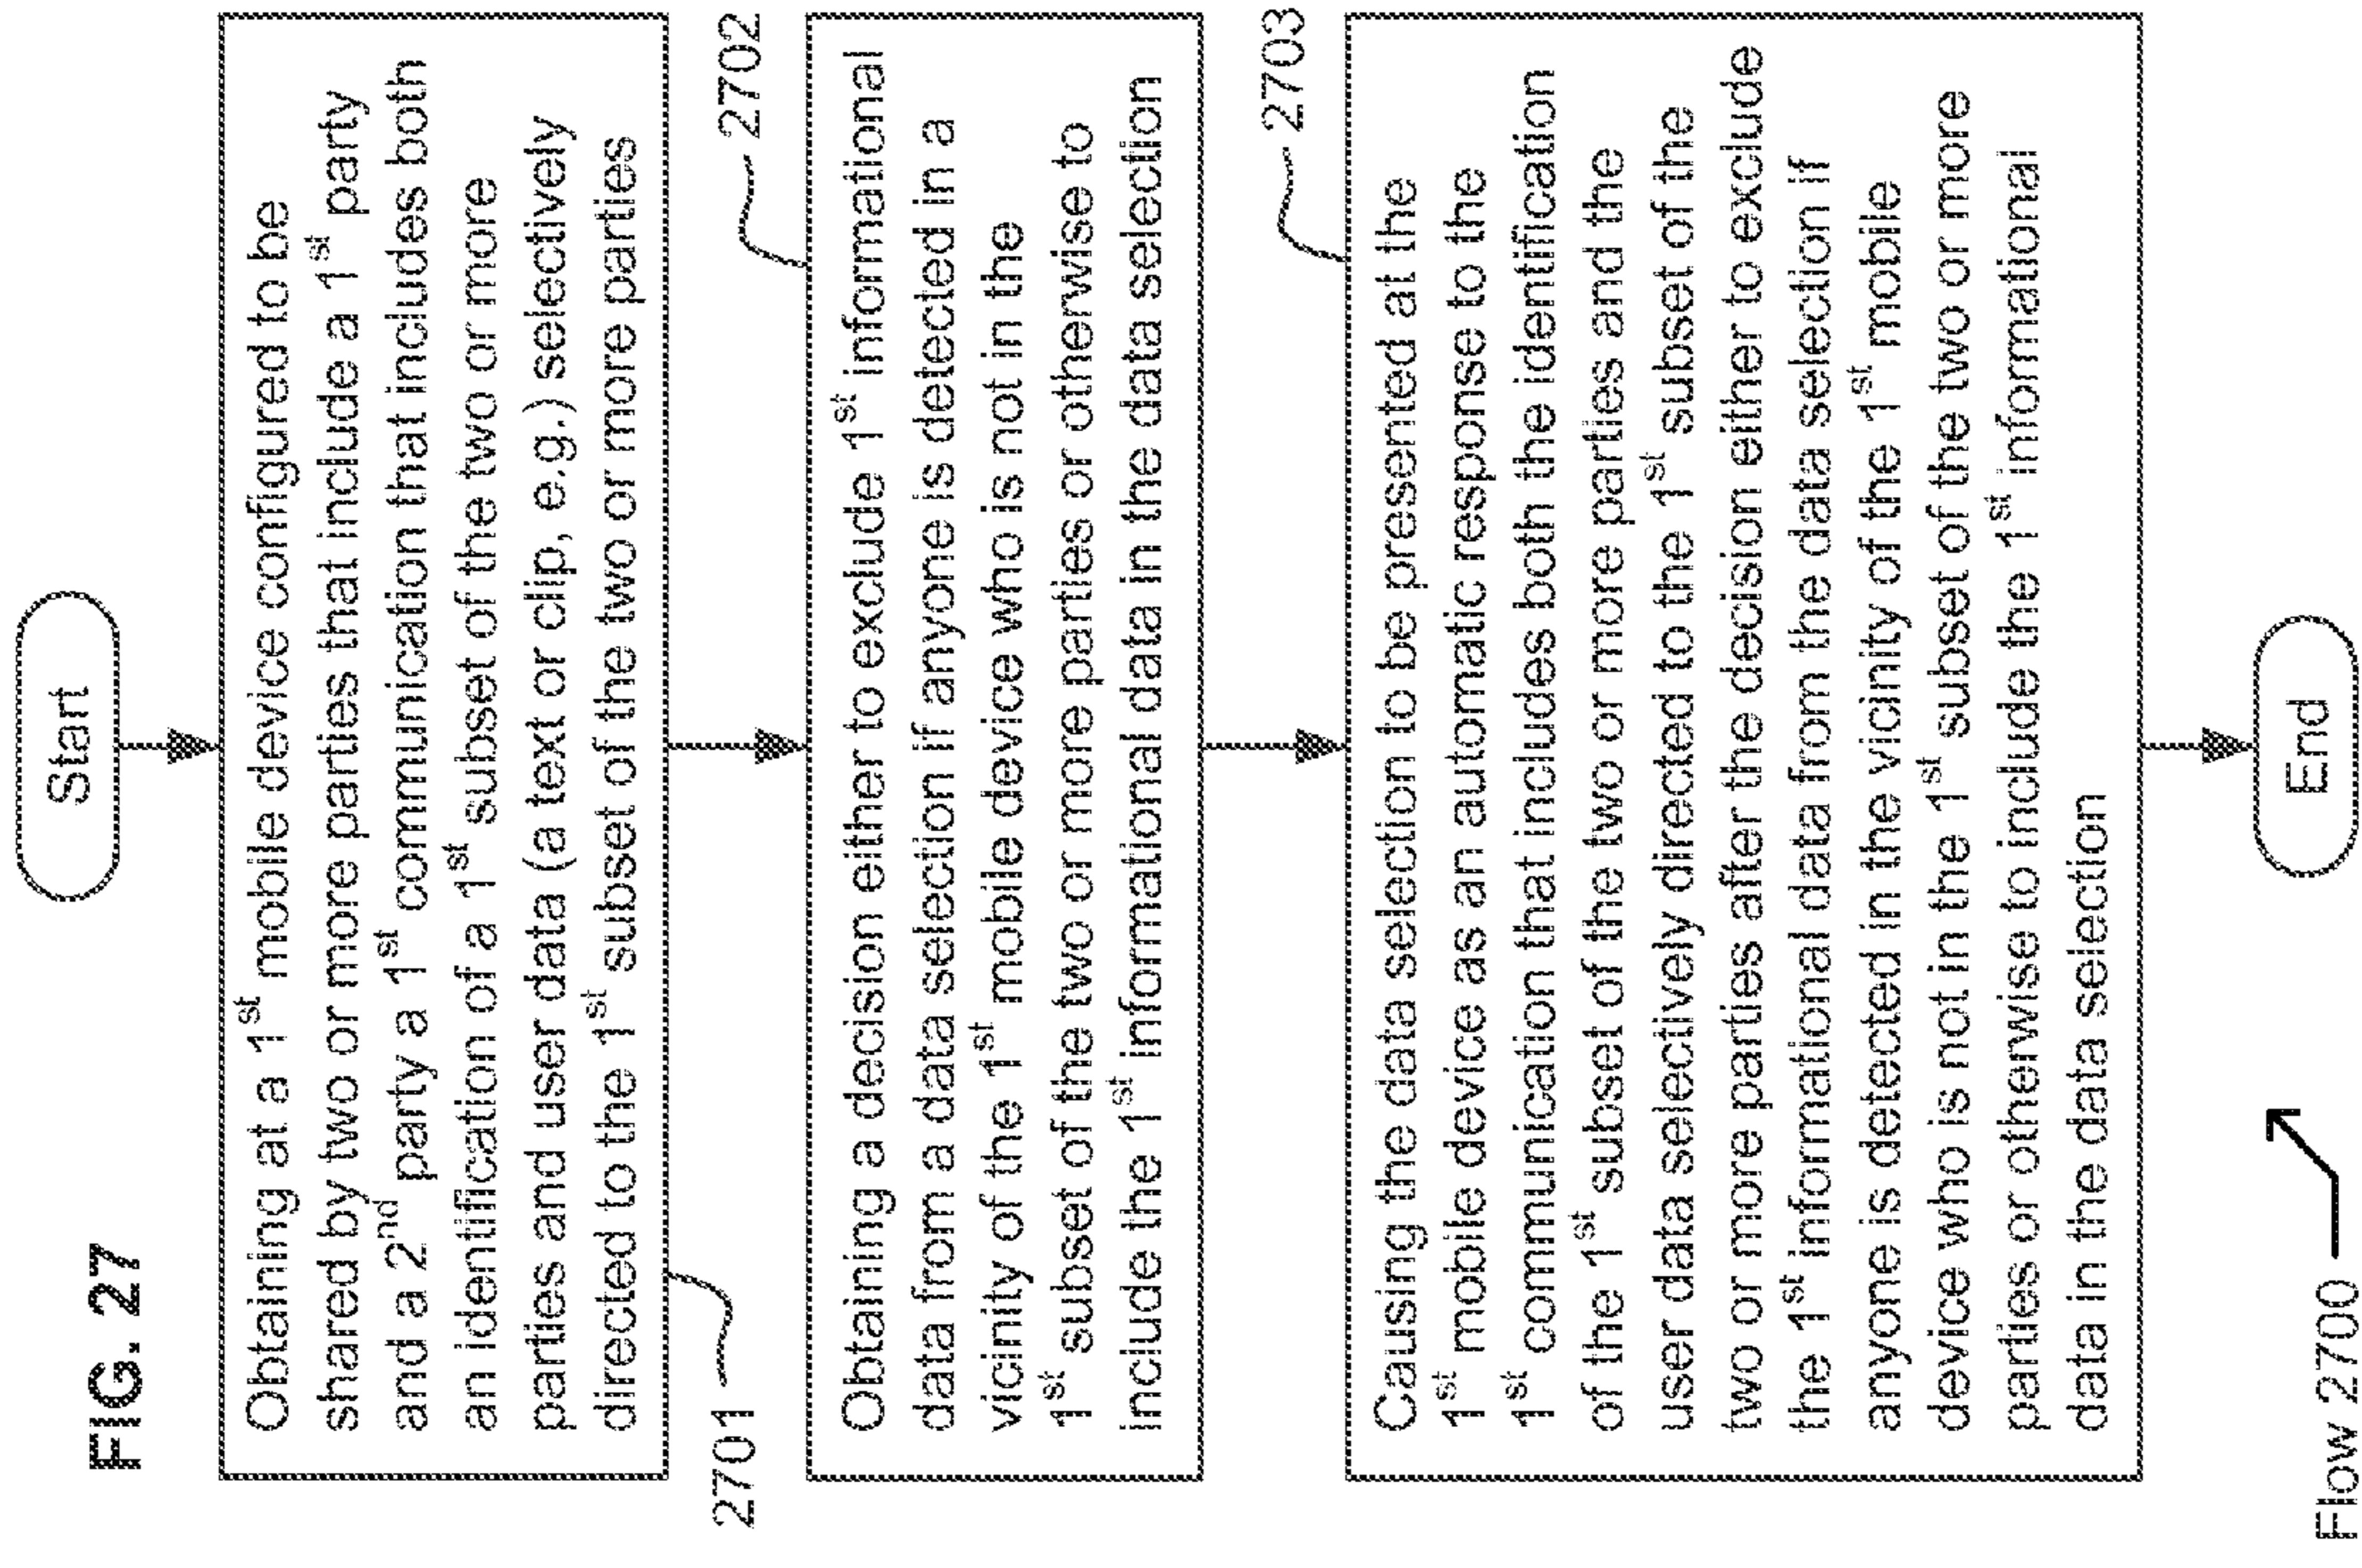 FIG. 27
Start
Obtaining at a 1st mobile device configured to be
shared by two or more parties that include a 1st party
and a 2nd party a 1st communication that includes both
an identification of a 1st subset of the two or more
parties and user data (a text or clip, e.g.) selectively
directed to the 1st subset of the two or more parties
2701
2702
Obtaining a decision either to exclude 1st informational
data from a data selection if anyone is detected in a
vicinity of the 1st mobile device who is not in the
1st subset of the two or more parties or otherwise to
include the 1st informational data in the data selection
2703
Causing the data selection to be presented at the
1st mobile device as an automatic response to the
1st communication that includes both the identification
of the 1st subset of the two or more parties and the
user data selectively directed to the 1st subset of the
two or more parties after the decision either to exclude
the 1st informational data from the data selection if
anyone is detected in the vicinity of the 1st mobile
device who is not in the 1st subset of the two or more
parties or otherwise to include the 1st informational
data in the data selection
End
Flow 2700